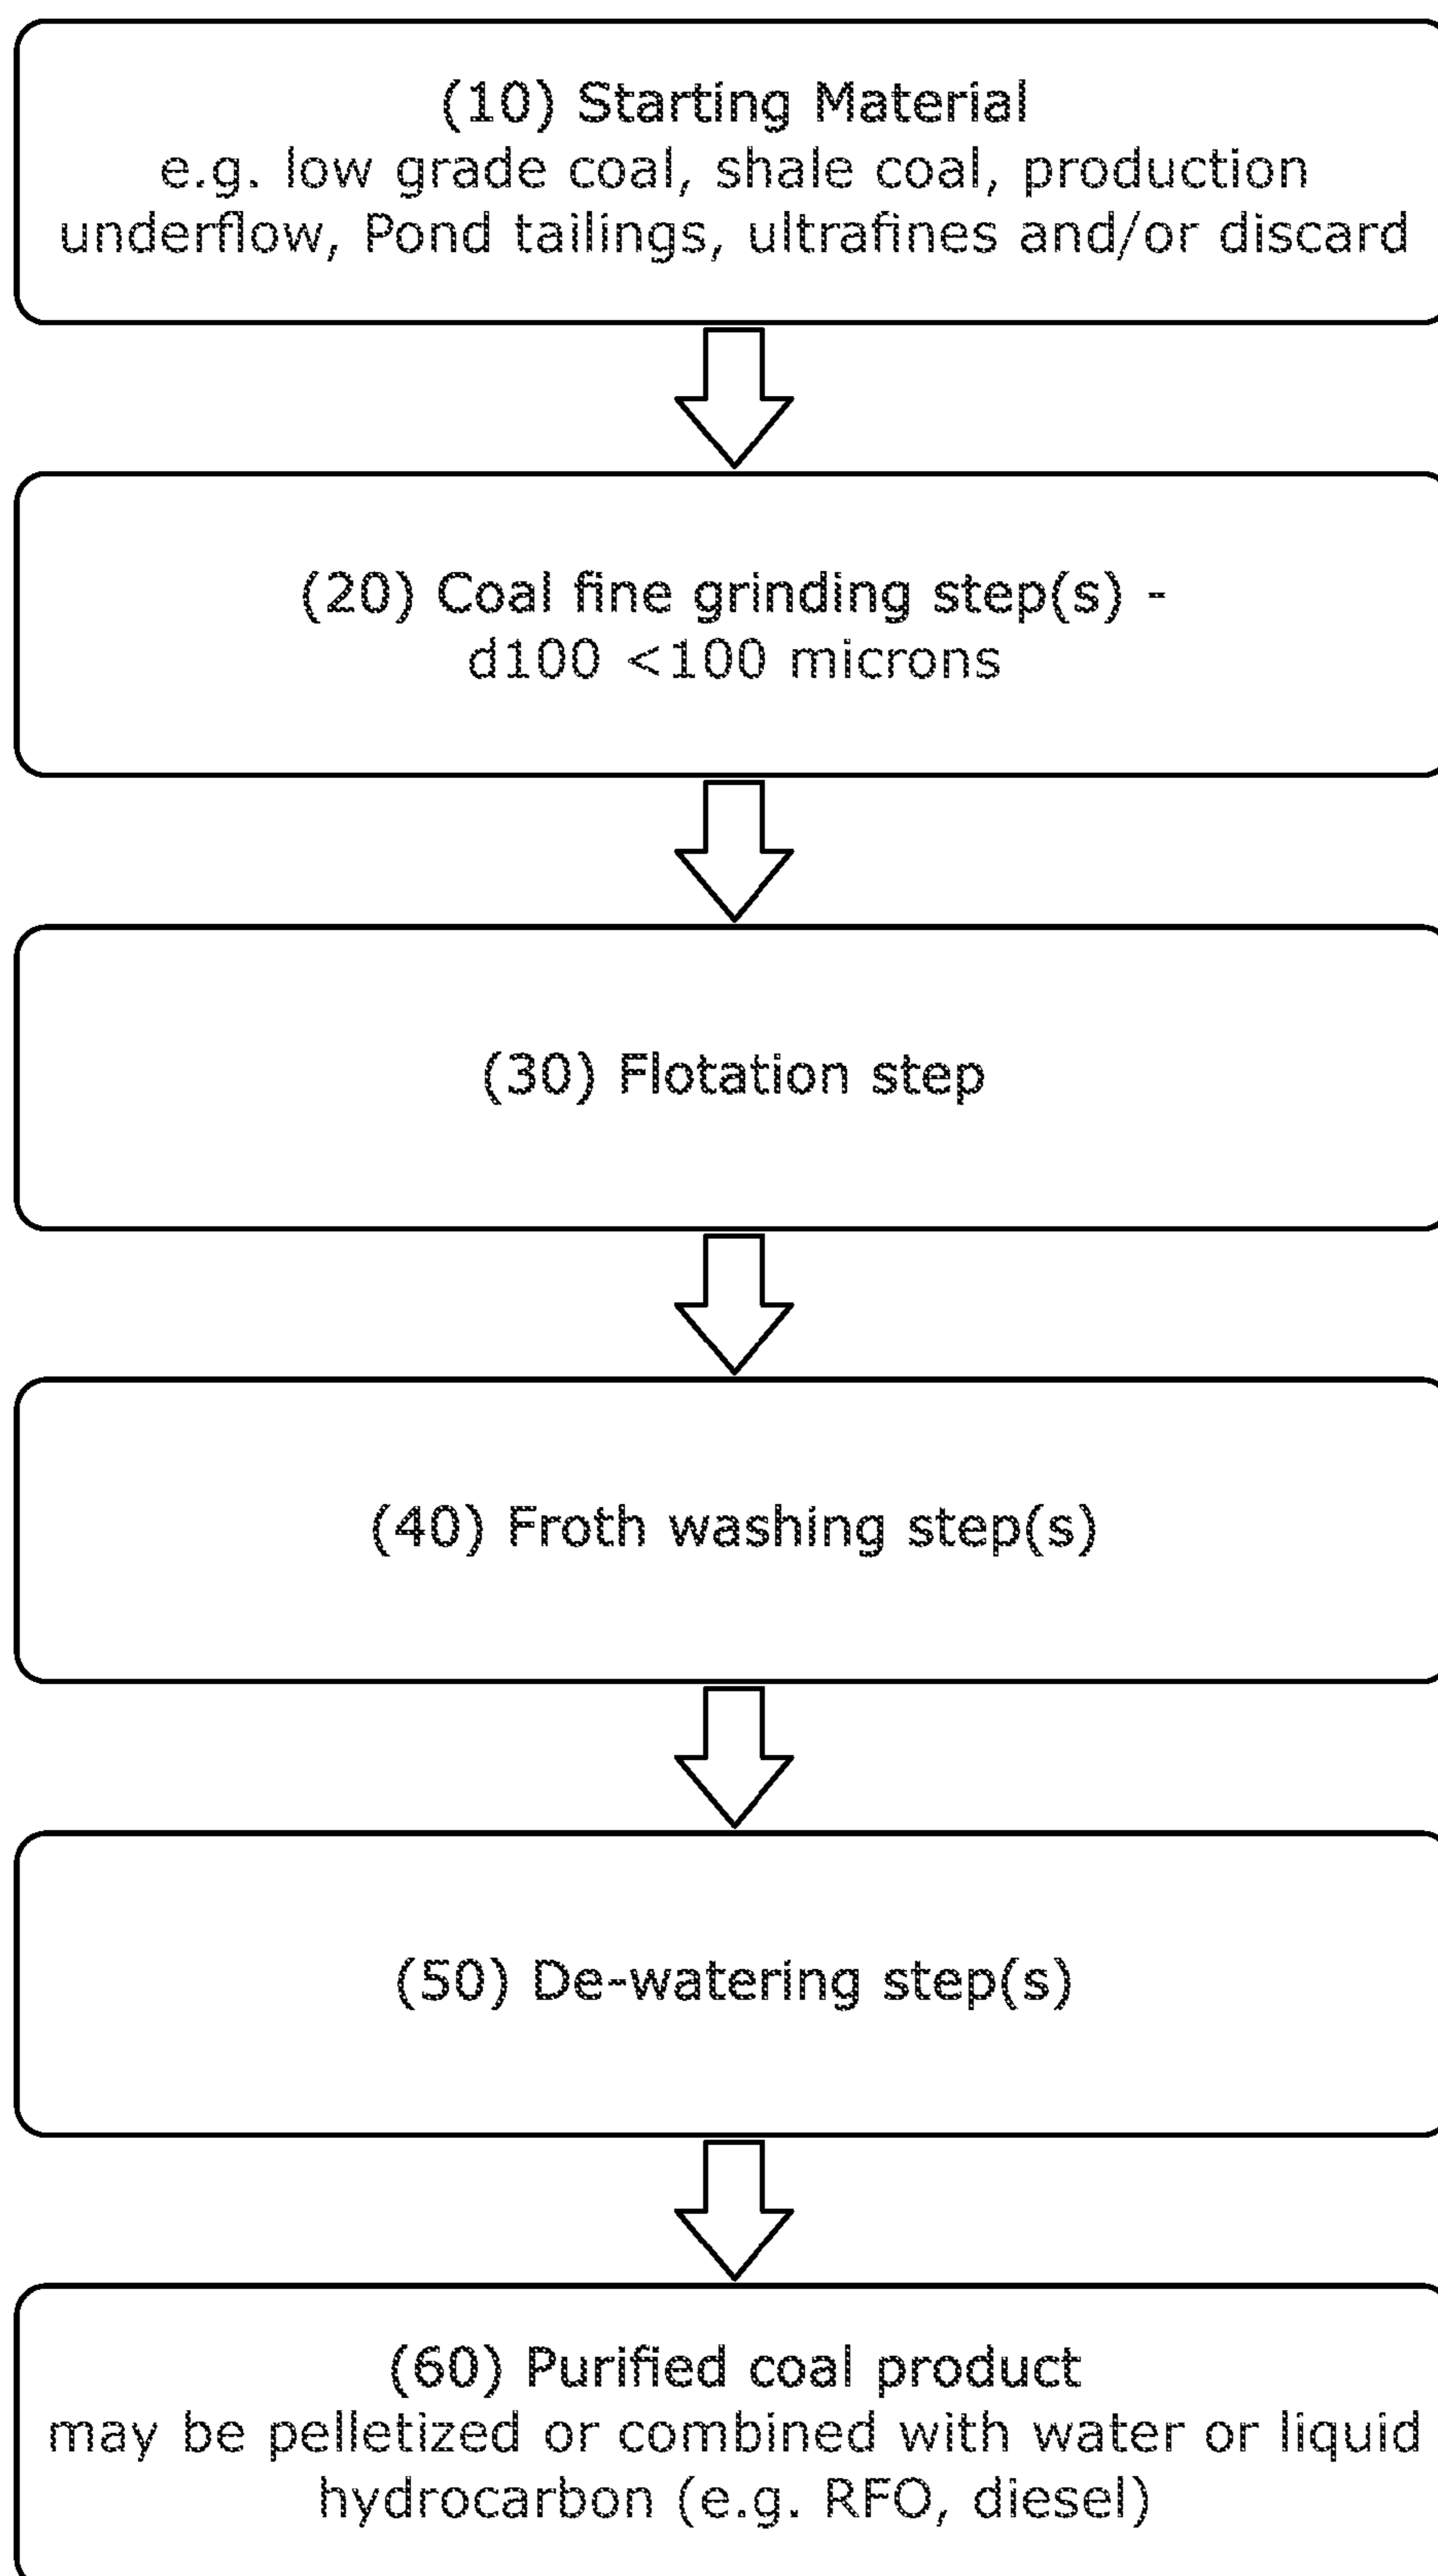 (10) Starting Material
e.g. low grade coal, shale coal, production
underflow, Pond tailings, ultrafines and/or discard
(20) Coal fine grinding step(s) -
d100 <100 microns
(30) Flotation step
(40) Froth washing step(s)
(50) De-watering step(s)
(60) Purified coal product
may be pelletized or combined with water or liquid
hydrocarbon (e.g. RFO, diesel)